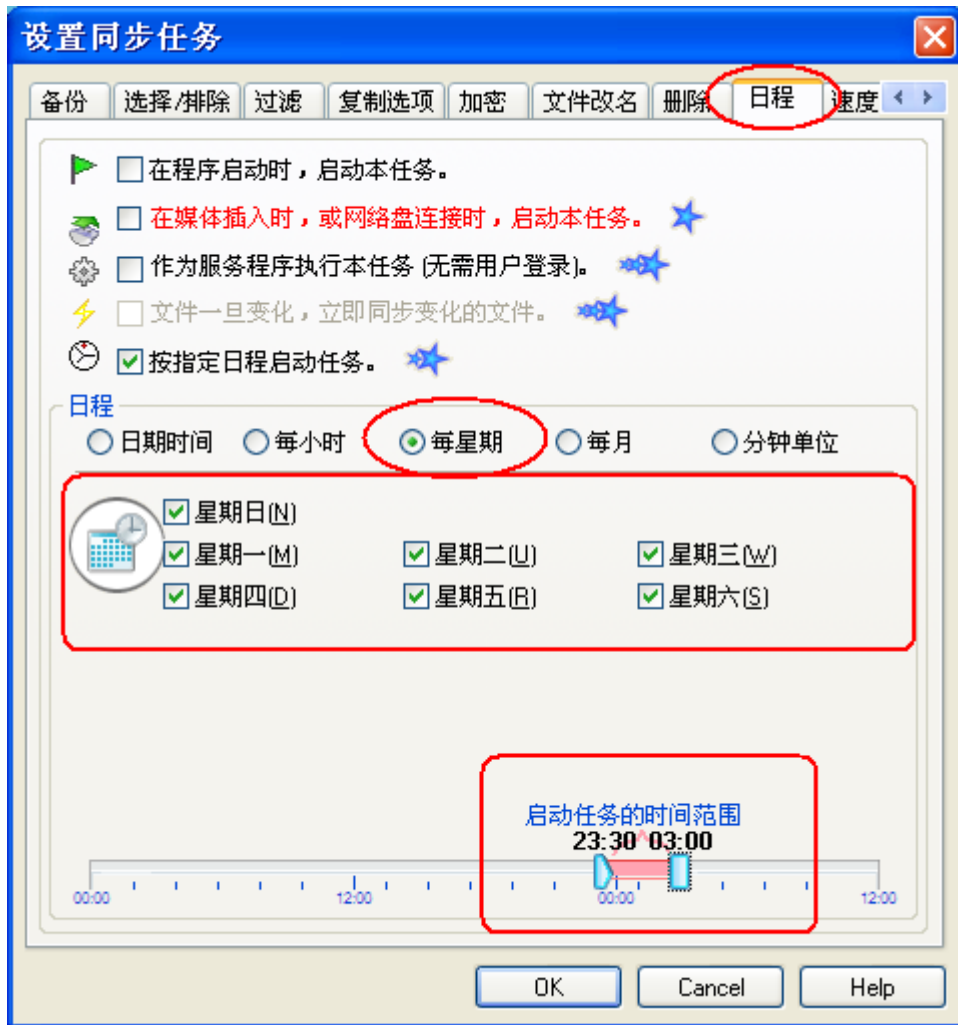 设置同步任务
备份 选择/排除 过滤 复制选项 加密 文件改名 删除 日程 速度
在程序启动时，启动本任务。
在媒体插入时，或网络盘连接时，启动本任务。
作为服务程序执行本任务 (无需用户登录)。
文件一旦变化，立即同步变化的文件。
按指定日程启动任务。
日程
日期时间 每小时 每星期 每月 分钟单位
星期日(N)
星期一(M) 星期二(U) 星期三(W)
星期四(D) 星期五(R) 星期六(S)
启动任务的时间范围
23:30 03:00
00:00 12:00 00:00 12:00
OK Cancel Help